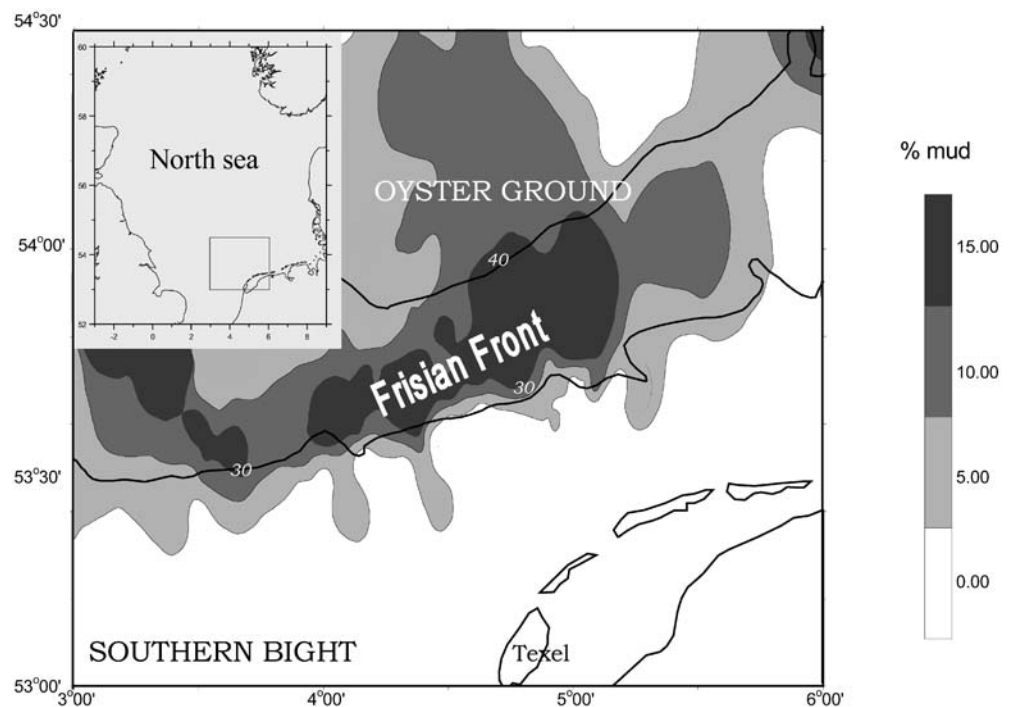 54°30'
60
58
56
54
52
-2 0 2 4 6 8
North sea
OYSTER GROUND
54°00'
40
Frisian Front
30
30
53°30'
SOUTHERN BIGHT
Texel
53°00'
3°00' 4°00' 5°00' 6°00'
% mud
15.00
10.00
5.00
0.00